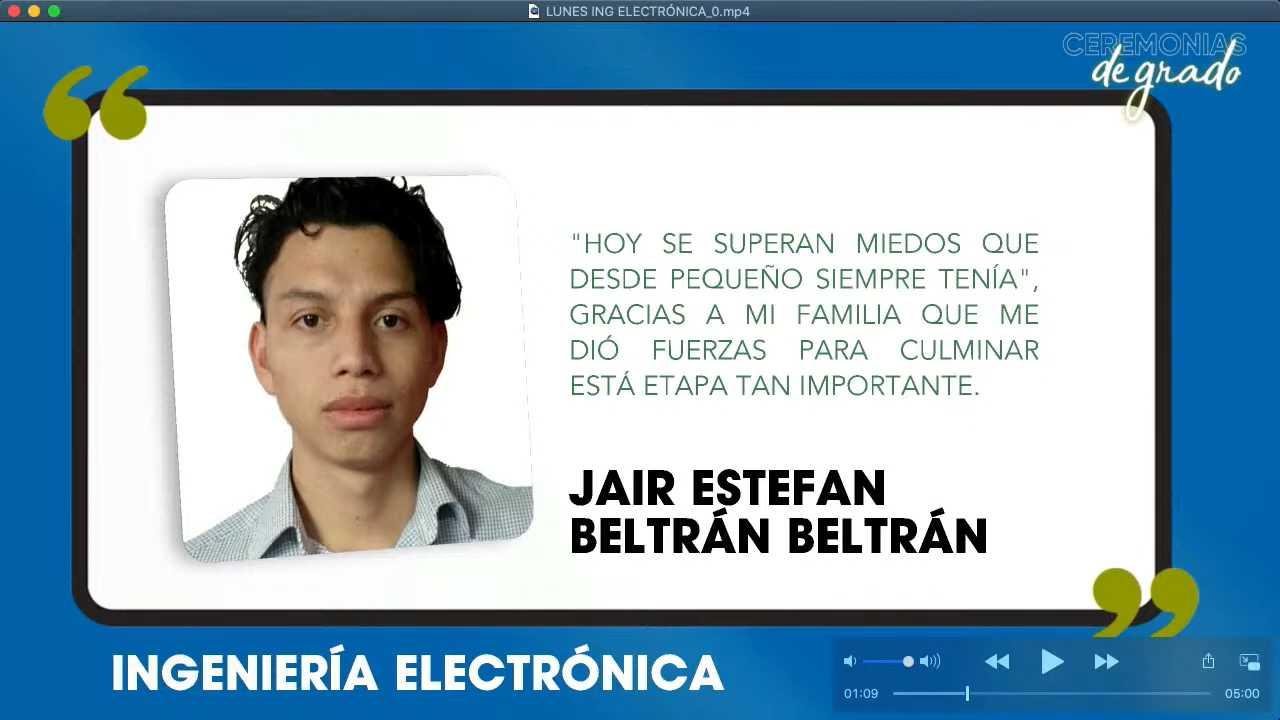 LUNES ING ELECTRÓNICA_0.mp4
CEREMONIAS
de grado
"HOY SE SUPERAN MIEDOS QUE
DESDE PEQUEÑO SIEMPRE TENÍA",
GRACIAS A MI FAMILIA QUE ME
DIÓ FUERZAS PARA CULMINAR
ESTÁ ETAPA TAN IMPORTANTE.
JAIR ESTEFAN
BELTRÁN BELTRÁN
INGENIERÍA ELECTRÓNICA
01:09
05:00